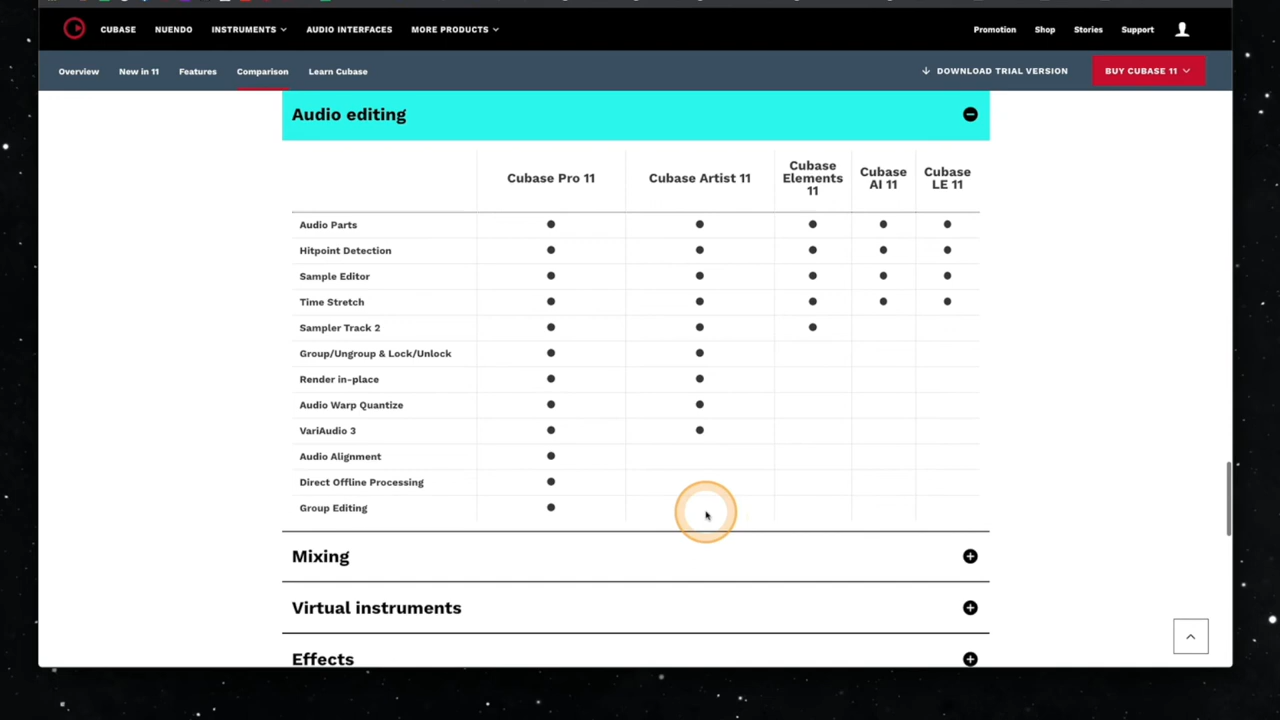 CUBASE NUENDO INSTRUMENTS AUDIO INTERFACES MORE PRODUCTS Promotion Shop Stories Support
Overview New in 11 Features Comparison Learn Cubase DOWNLOAD TRIAL VERSION BUY CUBASE 11
Audio editing
Cubase Pro 11 Cubase Artist 11 Cubase Elements 11 Cubase AI 11 Cubase LE 11
Audio Parts
Hitpoint Detection
Sample Editor
Time Stretch
Sampler Track 2
Group/Ungroup & Lock/Unlock
Render in-place
Audio Warp Quantize
VariAudio 3
Audio Alignment
Direct Offline Processing
Group Editing
Mixing
Virtual instruments
Effects